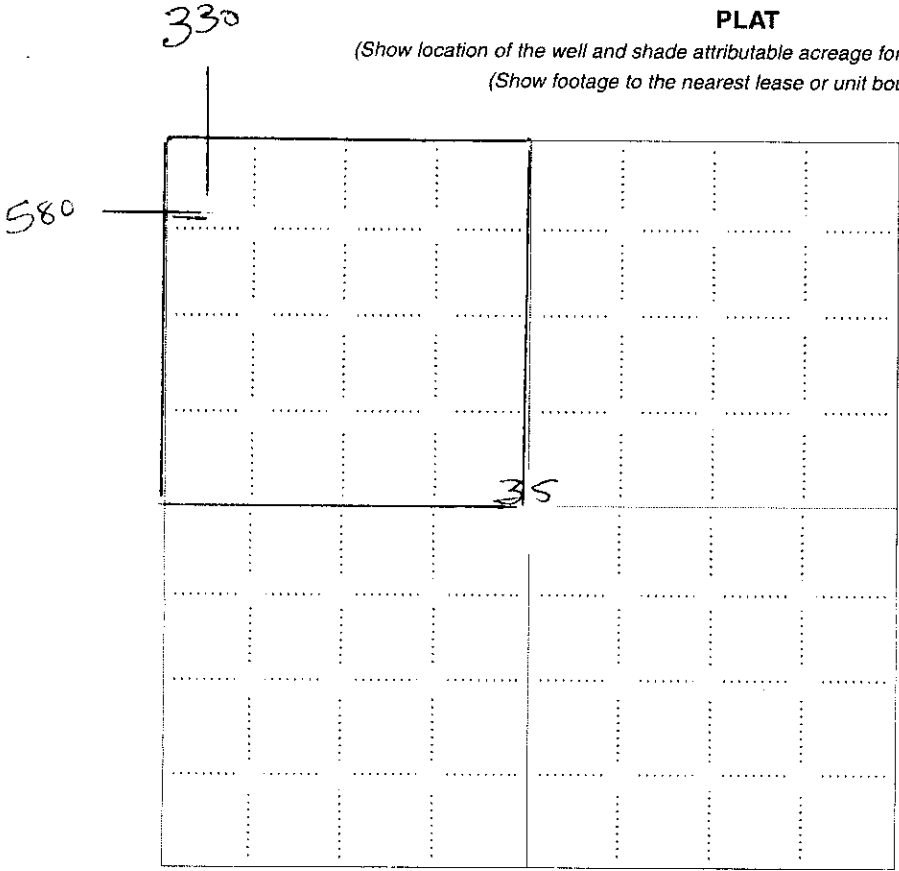 330
PLAT
(Show location of the well and shade attributable acreage for
(Show footage to the nearest lease or unit bou
580
35